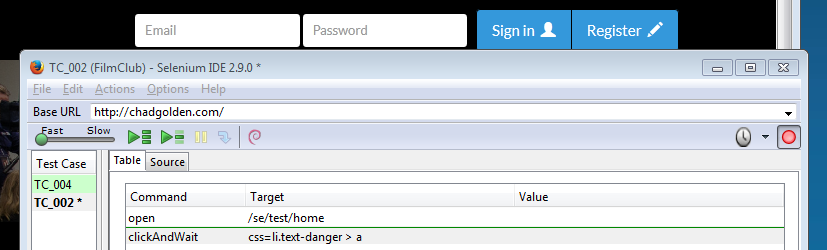 Email Password Sign in Register
TC_002 (FilmClub) - Selenium IDE 2.9.0 *
File Edit Actions Options Help
Base URL http://chadgolden.com/
Fast Slow
Test Case Table Source
TC_004
TC_002 *
Command Target Value
open /se/test/home
clickAndWait css=li.text-danger > a